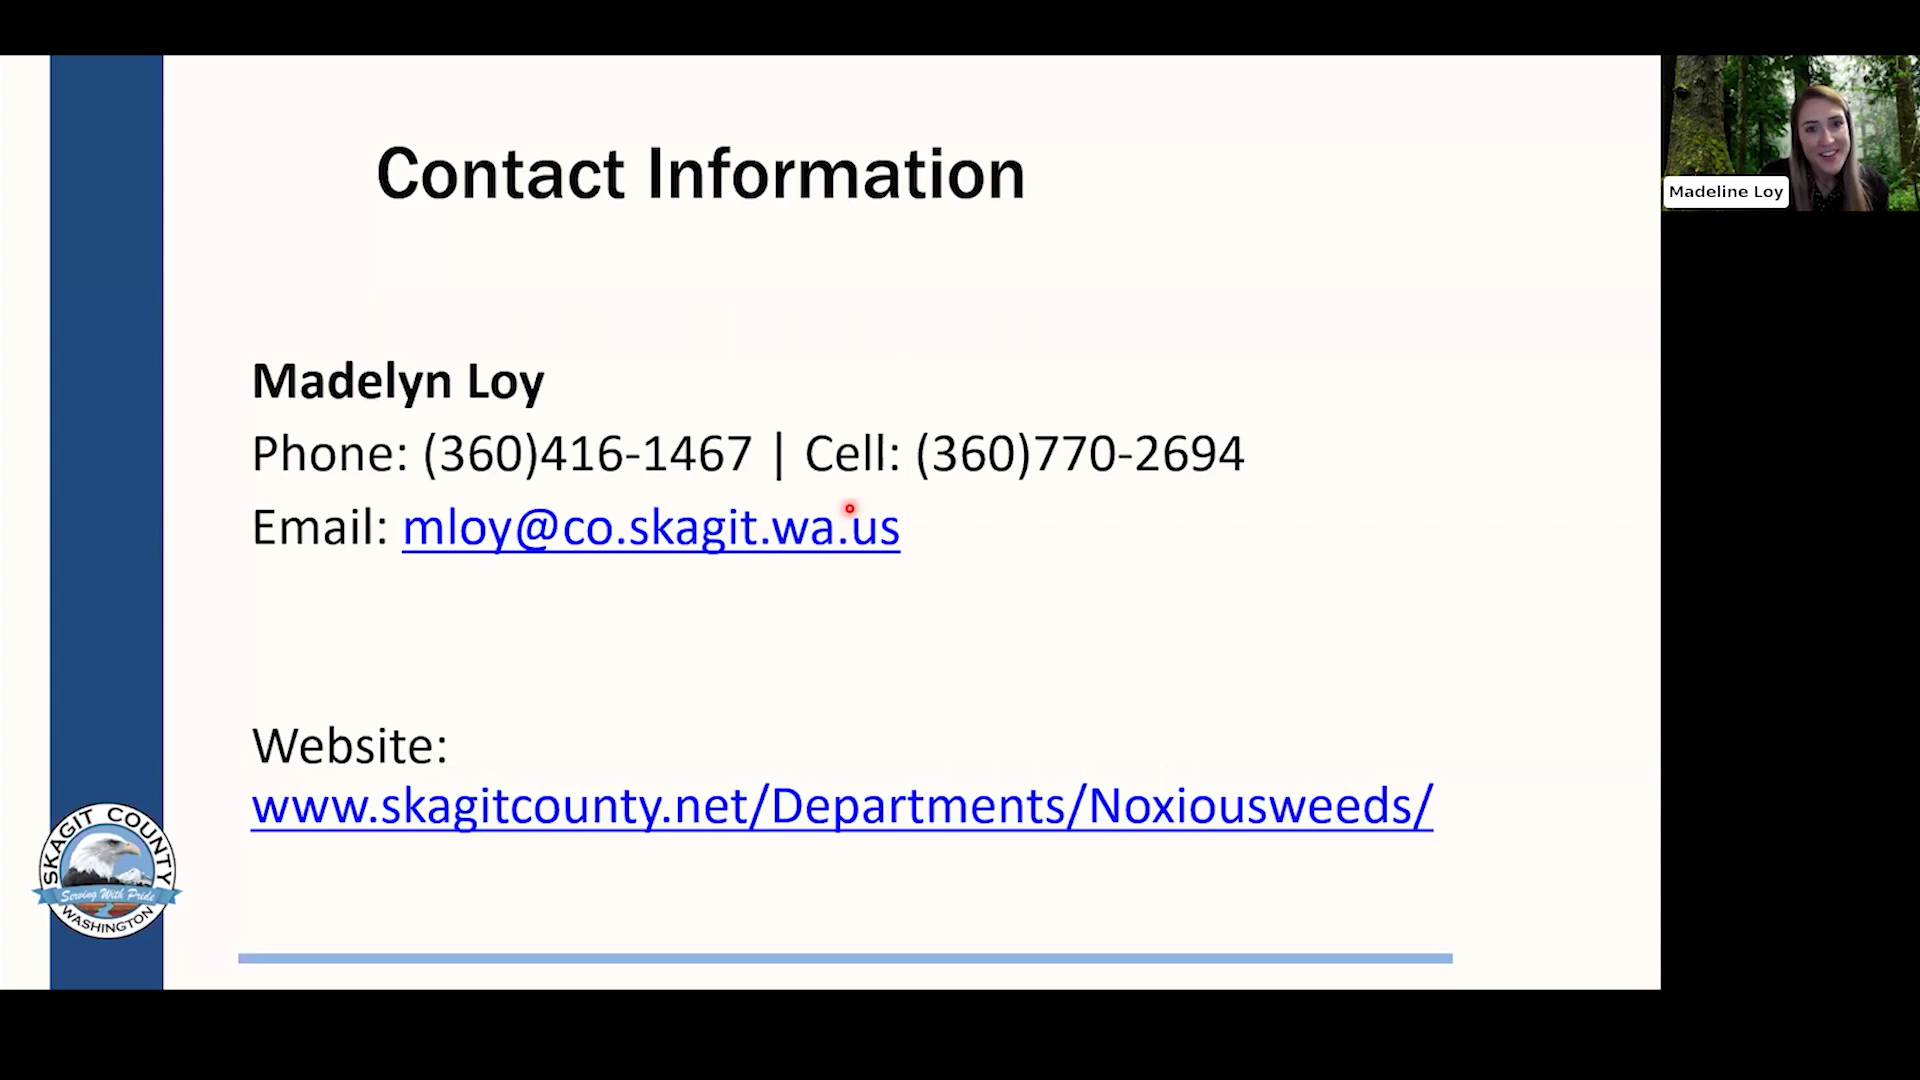 Contact Information
Madeline Loy
Madelyn Loy
Phone: (360)416-1467 | Cell: (360)770-2694
Email: mloy@co.skagit.wa.us
Website:
www.skagitcounty.net/Departments/Noxiousweeds/
SKAGIT COUNTY
Serving With Pride
WASHINGTON